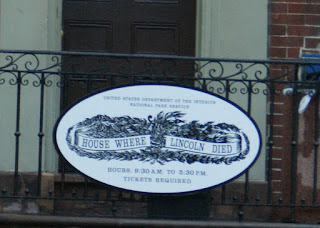 UNITED STATES DEPARTMENT OF THE INTERIOR
NATIONAL PARK SERVICE
HOUSE WHERE LINCOLN DIED
HOURS, 8:30 A.M. TO 5:30 P.M.
TICKETS REQUIRED